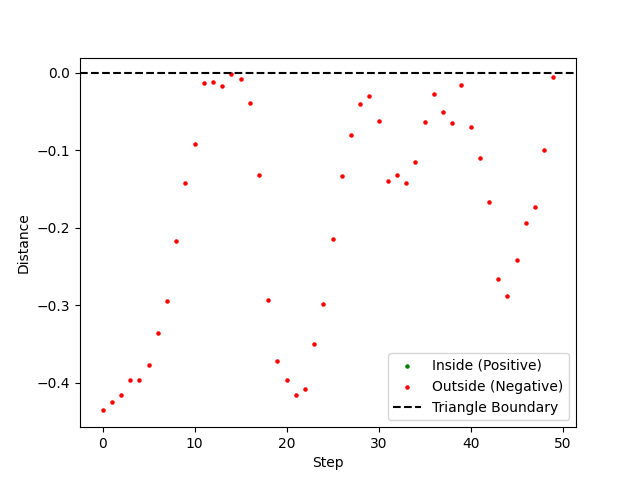 0.0
−0.1
−0.2
−0.3
−0.4
Distance
0 10 20 30 40 50
Step
Inside (Positive)
Outside (Negative)
Triangle Boundary